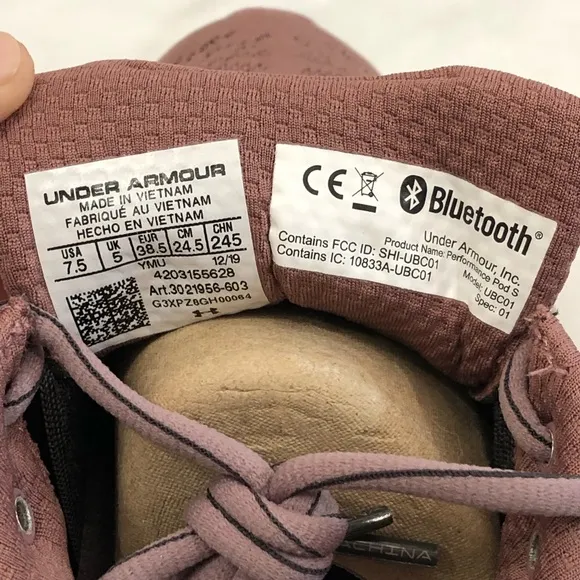 UNDER ARMOUR
MADE IN VIETNAM
FABRIQUÉ AU VIETNAM
HECHO EN VIETNAM
USA UK EUR CM CHN
7.5 5 38.5 24.5 245
YMU 12/19
4203155628
Art.3021956-603
G3XPZ8GH00064
CE Bluetooth®
Under Armour, Inc.
Contains FCC ID: SHI-UBC01 Product Name: Performance Pod S
Contains IC: 10833A-UBC01 Model: UBC01
Spec: 01
CHINA